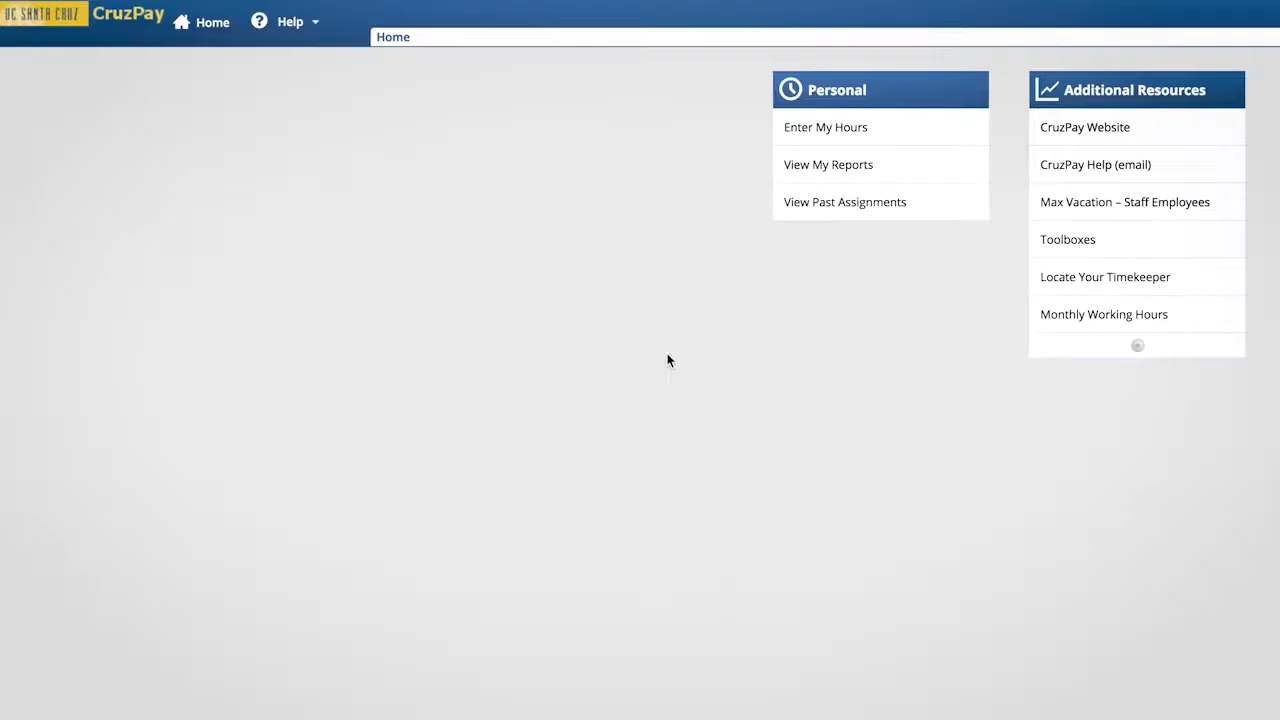 UC SANTA CRUZ CruzPay Home Help
Home
Personal
Enter My Hours
View My Reports
View Past Assignments
Additional Resources
CruzPay Website
CruzPay Help (email)
Max Vacation – Staff Employees
Toolboxes
Locate Your Timekeeper
Monthly Working Hours